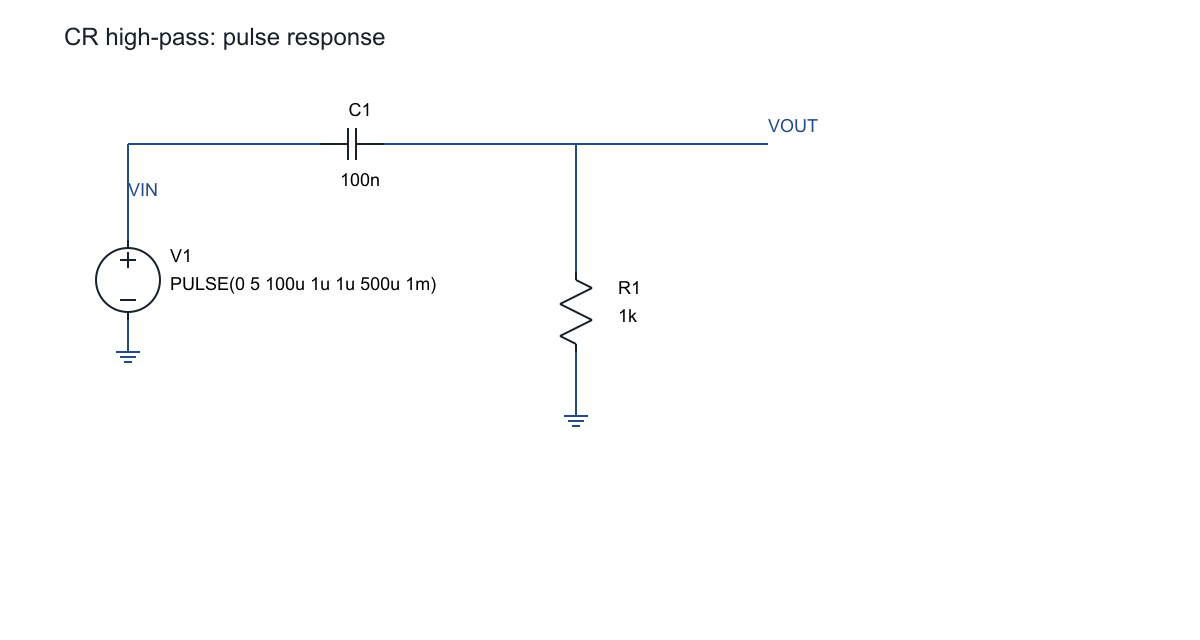 CR high-pass: pulse response
C1
VOUT
100n
VIN
V1
PULSE(0 5 100u 1u 1u 500u 1m)
R1
1k